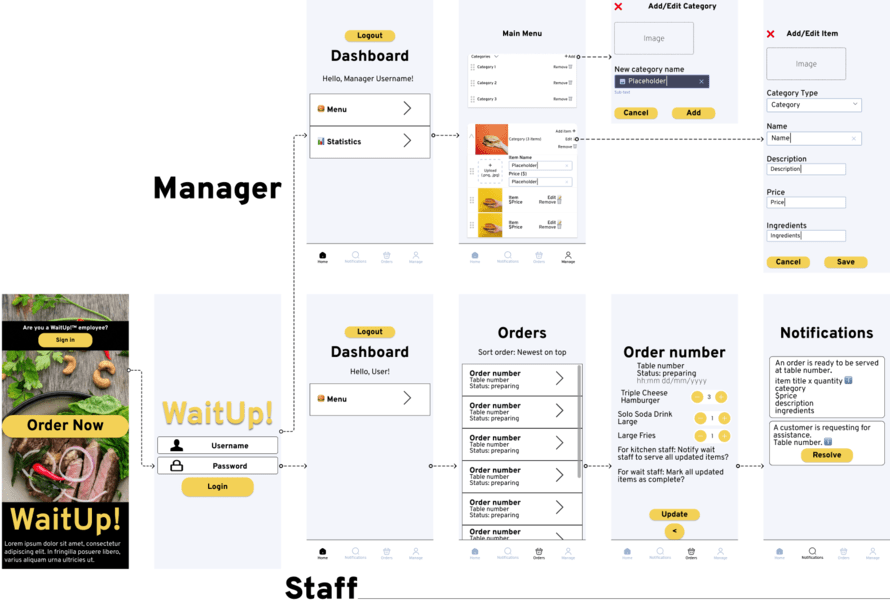 Manager
Logout
Dashboard
Hello, Manager Username!
Menu
Statistics
Home
Notifications
Orders
Manage
Main Menu
Categories
Add
Category 1
Remove
Category 2
Remove
Category 3
Remove
Add Item +
Category (3 items)
Edit
Remove
Item Name
Placeholder
+
Upload
(.png, .jpg)
Price ($)
Placeholder
Item
$Price
Edit
Remove
Item
$Price
Edit
Remove
Home
Notifications
Orders
Manage
Add/Edit Category
Image
New category name
Placeholder
Sub text
Cancel
Add
Add/Edit Item
Image
Category Type
Category
Name
Name
Description
Description
Price
Price
Ingredients
Ingredients
Cancel
Save
Are you a WaitUp!™ employee?
Sign in
Order Now
WaitUp!
Lorem ipsum dolor sit amet, consectetur
adipiscing elit. In fringilla posuere libero,
varius aliquam urna ultricies ut.
WaitUp!
Username
Password
Login
Logout
Dashboard
Hello, User!
Menu
Home
Notifications
Orders
Manage
Orders
Sort order: Newest on top
Order number
Table number
Status: preparing
Order number
Table number
Status: preparing
Order number
Table number
Status: preparing
Order number
Table number
Status: preparing
Order number
Table number
Status: preparing
Order number
Table number
Home
Notifications
Orders
Manage
Order number
Table number
Status: preparing
hh:mm dd/mm/yyyy
Triple Cheese
Hamburger
- 3 +
Solo Soda Drink
Large
- 1 +
Large Fries
- 1 +
For kitchen staff: Notify wait
staff to serve all updated items?
For wait staff: Mark all updated
items as complete?
Update
<
Home
Notifications
Orders
Manage
Notifications
An order is ready to be served
at table number.
item title x quantity
category
$price
description
ingredients
A customer is requesting for
assistance.
Table number.
Resolve
Home
Notifications
Orders
Manage
Staff